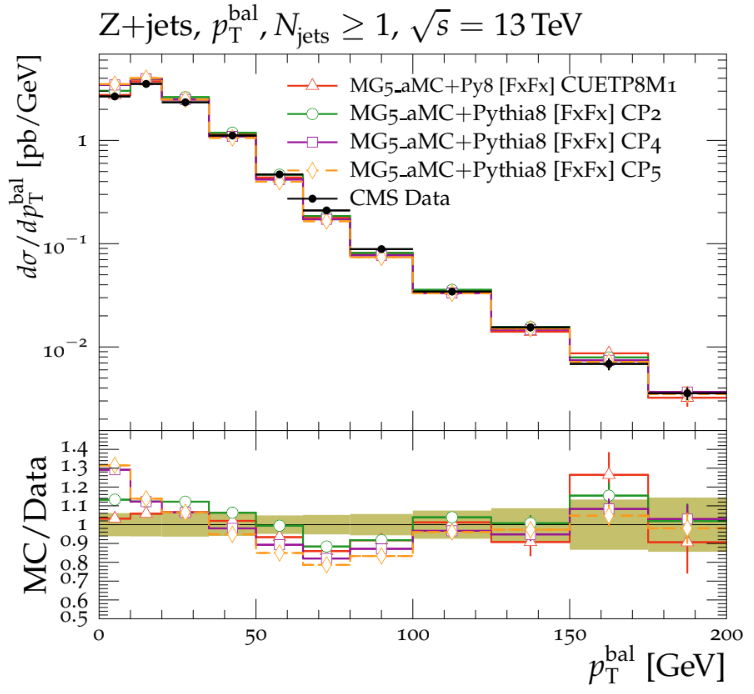 Z+jets, p_T^bal, N_jets ≥ 1, √s = 13 TeV
dσ/dp_T^bal [pb/GeV]
MG5_aMC+Py8 [FxFx] CUETP8M1
MG5_aMC+Pythia8 [FxFx] CP2
MG5_aMC+Pythia8 [FxFx] CP4
MG5_aMC+Pythia8 [FxFx] CP5
CMS Data
1
10^−1
10^−2
MC/Data
1.4
1.3
1.2
1.1
1
0.9
0.8
0.7
0.6
0.5
0 50 100 150 200
p_T^bal [GeV]